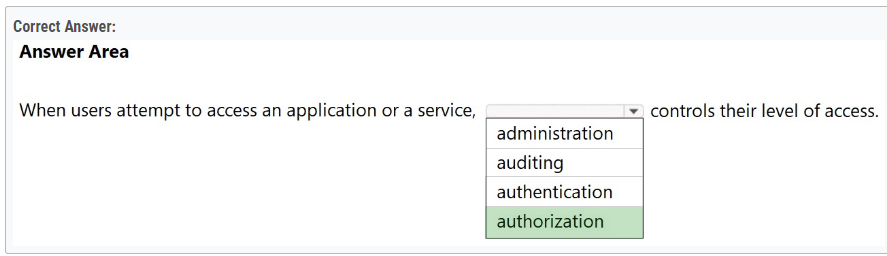 Correct Answer:
Answer Area
When users attempt to access an application or a service, controls their level of access.
administration
auditing
authentication
authorization